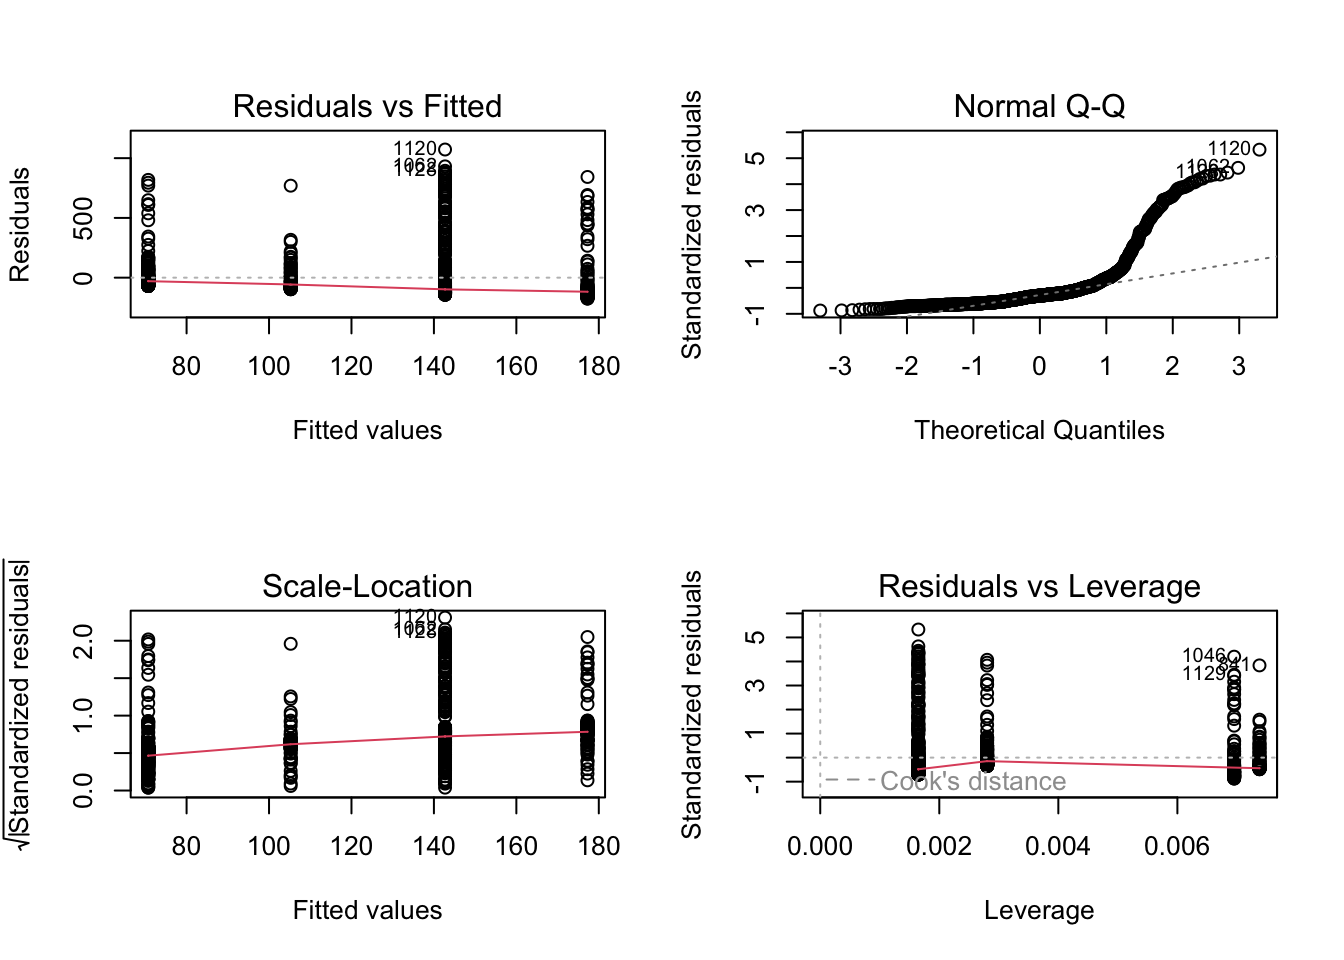 Residuals vs Fitted
Residuals
0
500
1120
1062
1128
80 100 120 140 160 180
Fitted values
Normal Q-Q
Standardized residuals
-1 1 3 5
1120
1062
-3 -2 -1 0 1 2 3
Theoretical Quantiles
Scale-Location
√|Standardized residuals|
0.0 1.0 2.0
1120
1062
1128
80 100 120 140 160 180
Fitted values
Residuals vs Leverage
Standardized residuals
-1 1 3 5
1046
841
1129
Cook's distance
0.000 0.002 0.004 0.006
Leverage